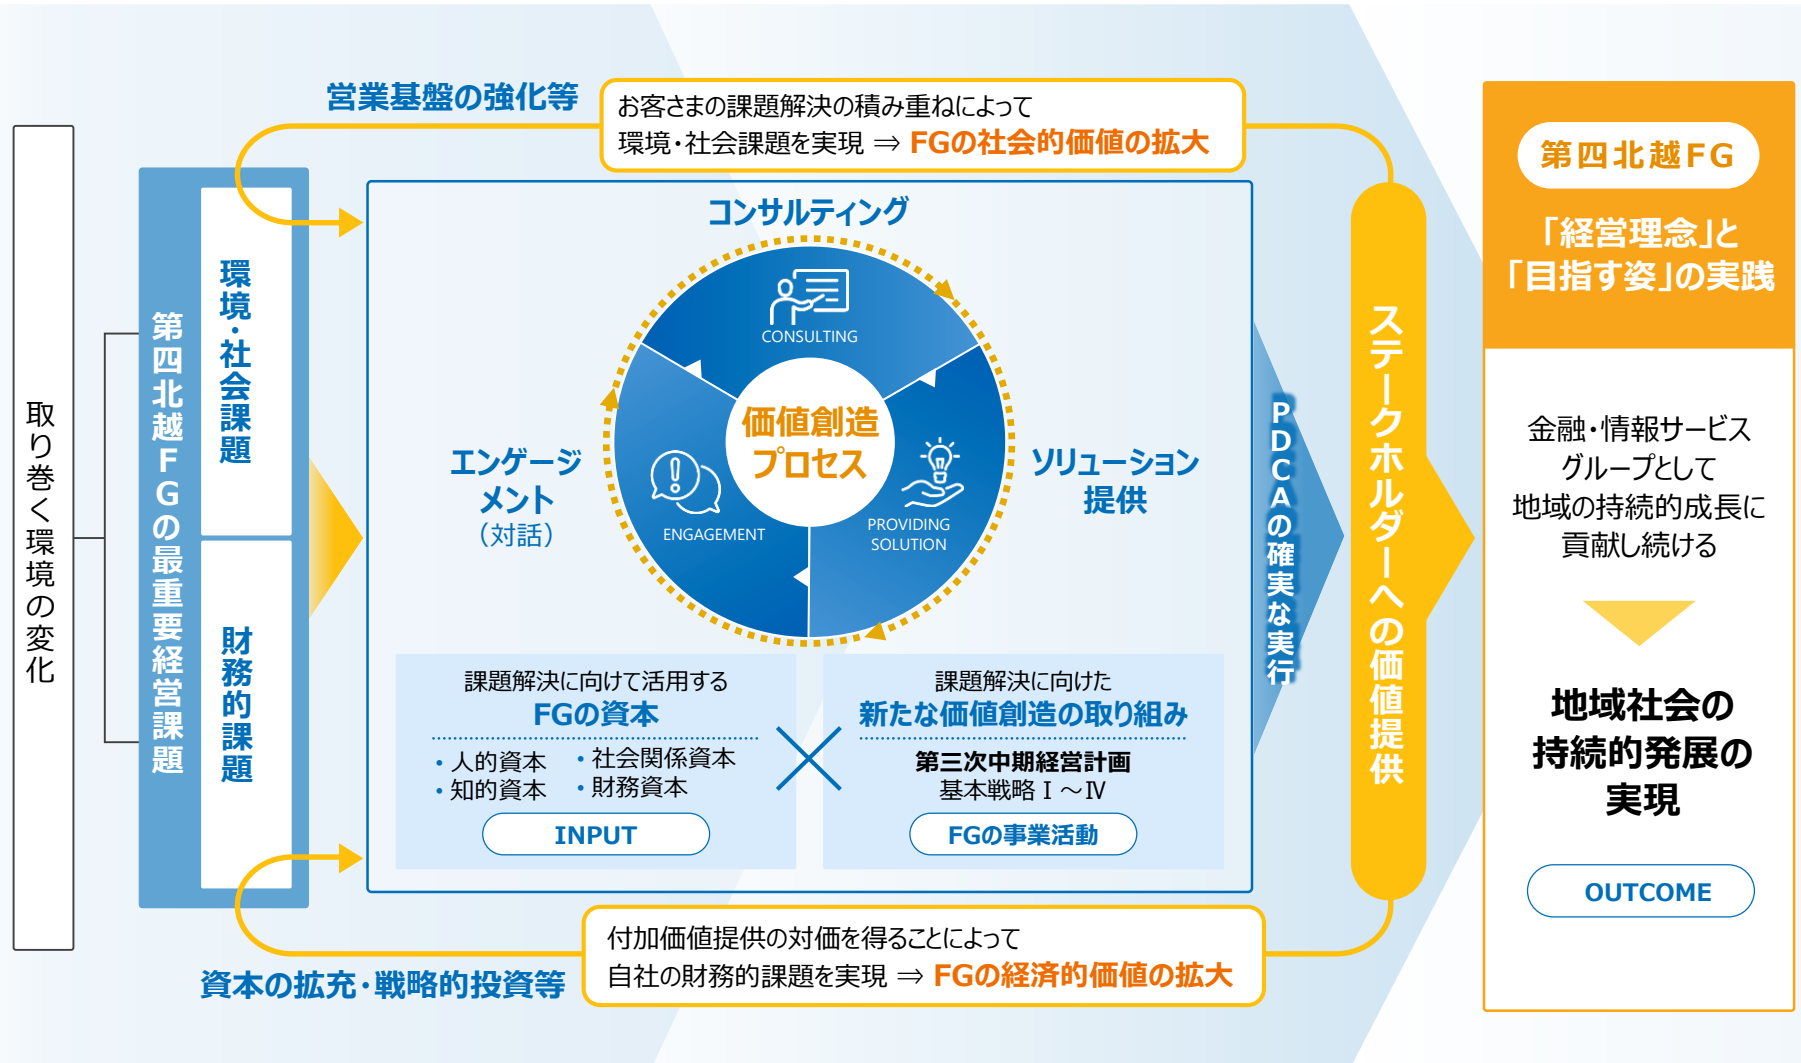 取り巻く環境の変化
第四北越FGの最重要経営課題
環境・社会課題
財務的課題
営業基盤の強化等
お客さまの課題解決の積み重ねによって
環境・社会課題を実現 ⇒ FGの社会的価値の拡大
コンサルティング
CONSULTING
価値創造
プロセス
エンゲージ
メント
（対話）
ENGAGEMENT
PROVIDING
SOLUTION
ソリューション
提供
課題解決に向けて活用する
FGの資本
・人的資本 ・社会関係資本
・知的資本 ・財務資本
INPUT
課題解決に向けた
新たな価値創造の取り組み
第三次中期経営計画
基本戦略Ⅰ～Ⅳ
FGの事業活動
資本の拡充・戦略的投資等
付加価値提供の対価を得ることによって
自社の財務的課題を実現 ⇒ FGの経済的価値の拡大
PDCAの確実な実行
ステークホルダーへの価値提供
第四北越FG
「経営理念」と
「目指す姿」の実践
金融・情報サービス
グループとして
地域の持続的成長に
貢献し続ける
地域社会の
持続的発展の
実現
OUTCOME